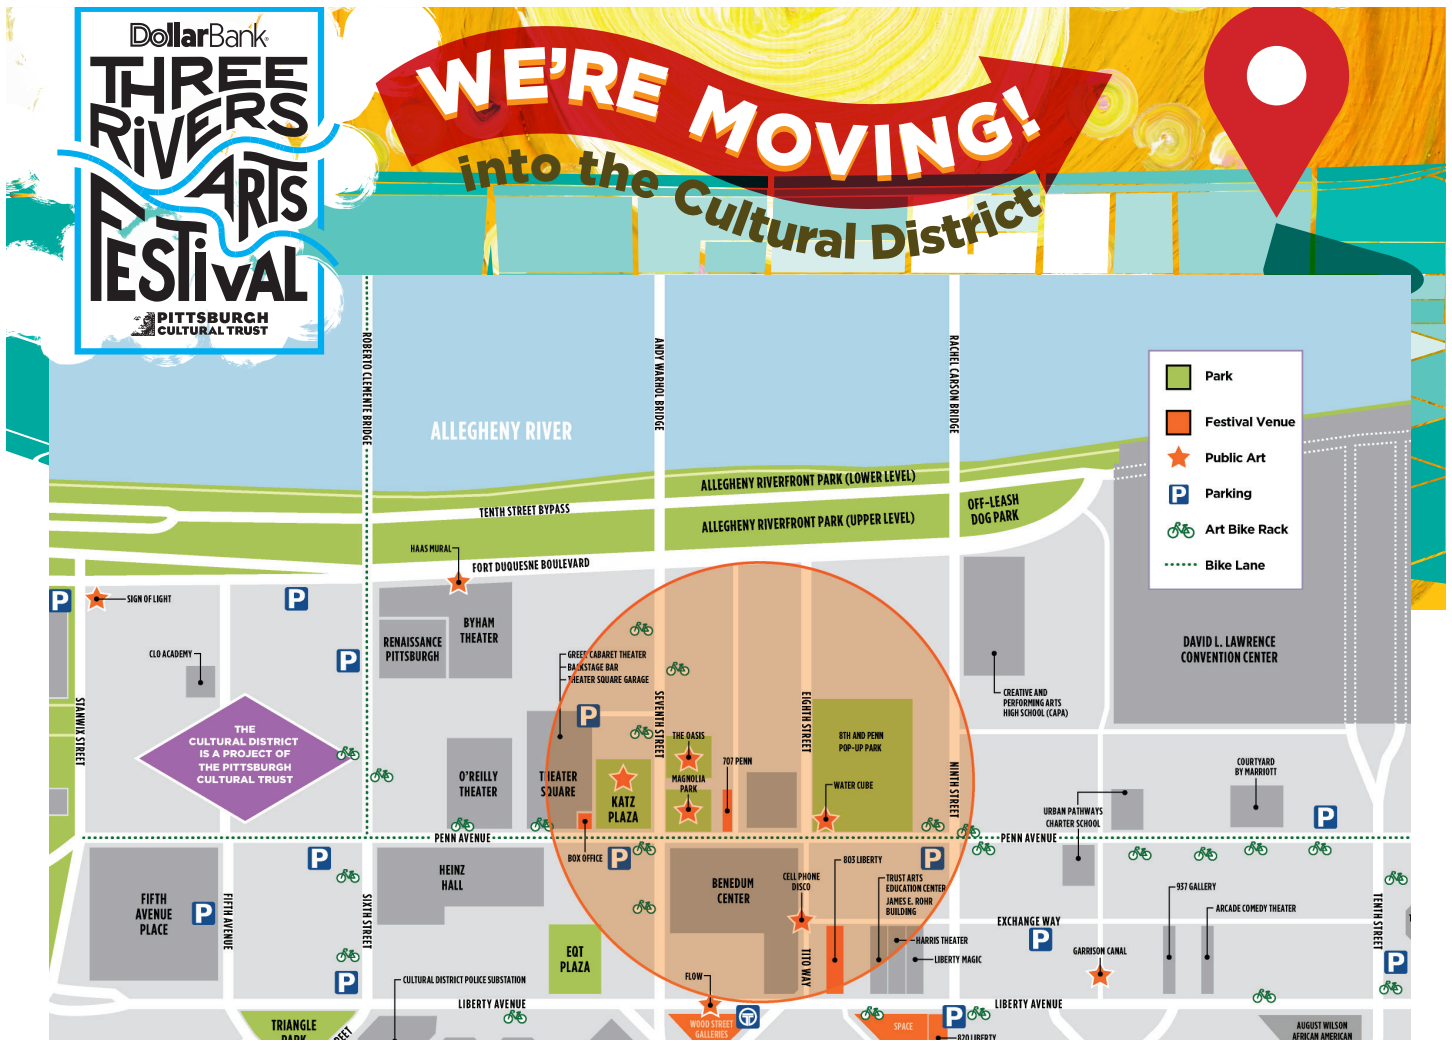 DollarBank
THREE
RIVERS
ARTS
FESTIVAL
PITTSBURGH
CULTURAL TRUST
WE'RE MOVING!
into the Cultural District
ROBERTO CLEMENTE BRIDGE
ANDY WARHOL BRIDGE
RACHEL CARSON BRIDGE
ALLEGHENY RIVER
Park
Festival Venue
Public Art
P
Parking
Art Bike Rack
Bike Lane
ALLEGHENY RIVERFRONT PARK (LOWER LEVEL)
TENTH STREET BYPASS
ALLEGHENY RIVERFRONT PARK (UPPER LEVEL)
OFF-LEASH
DOG PARK
HAAS MURAL
FORT DUQUESNE BOULEVARD
P
SIGN OF LIGHT
P
BYHAM
THEATER
RENAISSANCE
PITTSBURGH
CLO ACADEMY
P
GREER CABARET THEATER
BACKSTAGE BAR
THEATER SQUARE GARAGE
DAVID L. LAWRENCE
CONVENTION CENTER
CREATIVE AND
PERFORMING ARTS
HIGH SCHOOL (CAPA)
STANWIX STREET
SEVENTH STREET
EIGHTH STREET
NINTH STREET
P
THE
CULTURAL DISTRICT
IS A PROJECT OF
THE PITTSBURGH
CULTURAL TRUST
THE OASIS
8TH AND PENN
POP-UP PARK
707 PENN
MAGNOLIA
PARK
O'REILLY
THEATER
THEATER
SQUARE
KATZ
PLAZA
WATER CUBE
COURTYARD
BY MARRIOTT
URBAN PATHWAYS
CHARTER SCHOOL
P
PENN AVENUE
PENN AVENUE
BOX OFFICE
P
P
P
HEINZ
HALL
803 LIBERTY
CELL PHONE
DISCO
TRUST ARTS
EDUCATION CENTER
JAMES E. ROHR
BUILDING
BENEDUM
CENTER
FIFTH
AVENUE
PLACE
P
FIFTH AVENUE
SIXTH STREET
937 GALLERY
ARCADE COMEDY THEATER
TENTH STREET
EXCHANGE WAY
P
HARRIS THEATER
LIBERTY MAGIC
GARRISON CANAL
P
EQT
PLAZA
TITO WAY
P
CULTURAL DISTRICT POLICE SUBSTATION
FLOW
LIBERTY AVENUE
LIBERTY AVENUE
TRIANGLE
PARK
WOOD STREET
GALLERIES
T
SPACE
P
820 LIBERTY
AUGUST WILSON
AFRICAN AMERICAN